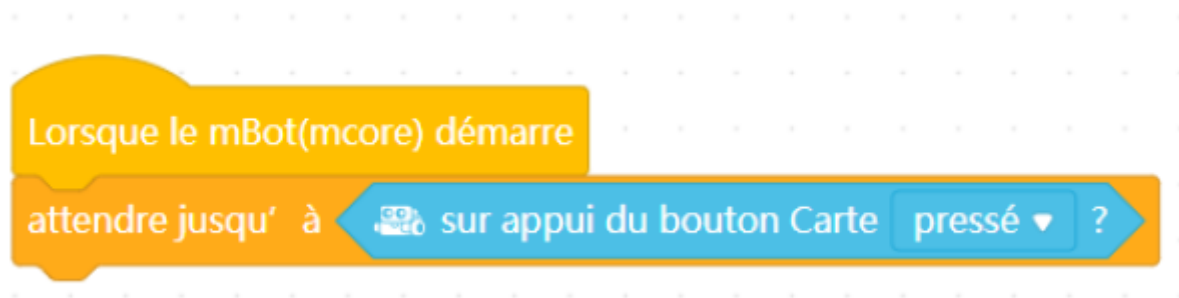 Lorsque le mBot(mcore) démarre
attendre jusqu′ à sur appui du bouton Carte pressé ?